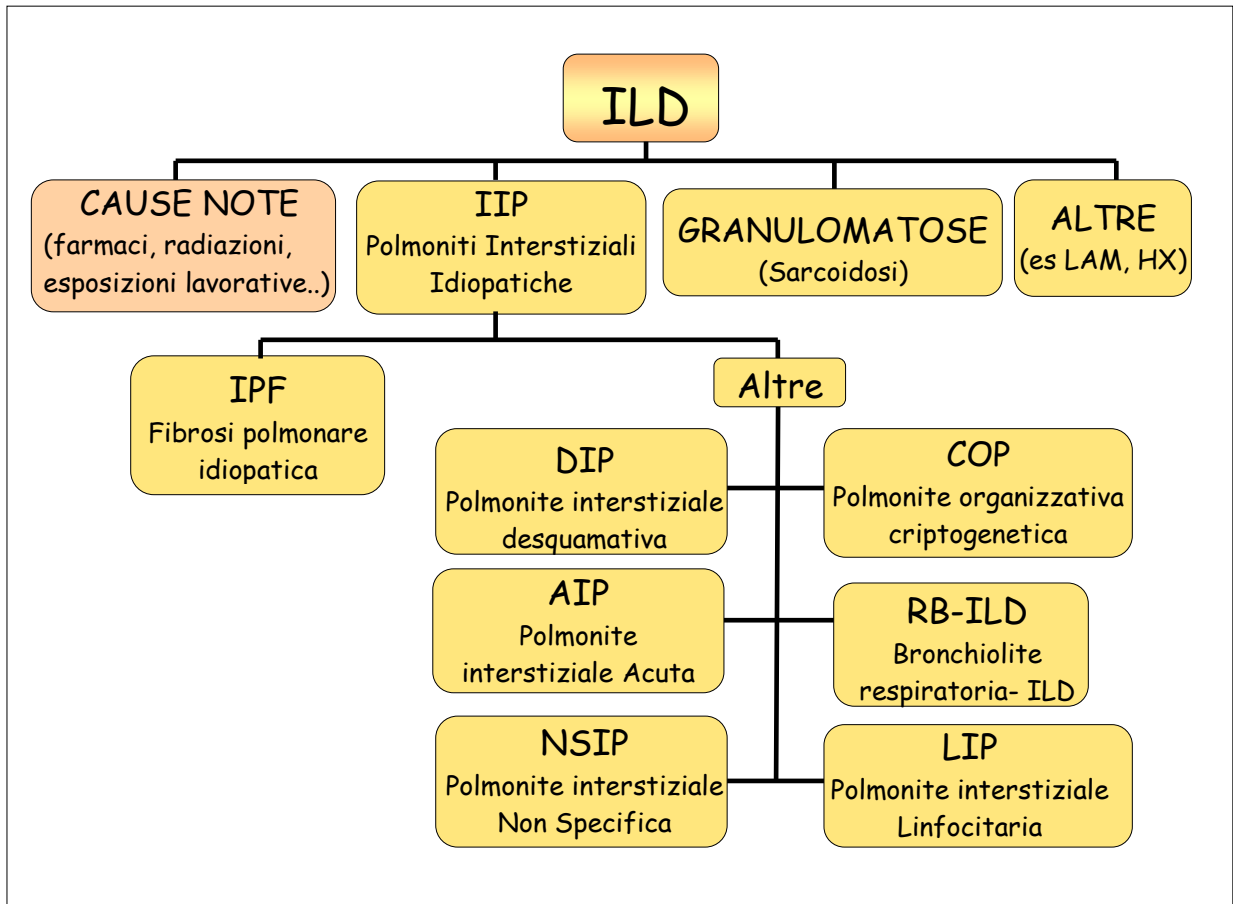 ILD
CAUSE NOTE
(farmaci, radiazioni,
esposizioni lavorative..)
IIP
Polmoniti Interstiziali
Idiopatiche
GRANULOMATOSE
(Sarcoidosi)
ALTRE
(es LAM, HX)
IPF
Fibrosi polmonare
idiopatica
Altre
DIP
Polmonite interstiziale
desquamativa
COP
Polmonite organizzativa
criptogenetica
AIP
Polmonite
interstiziale Acuta
RB-ILD
Bronchiolite
respiratoria- ILD
NSIP
Polmonite interstiziale
Non Specifica
LIP
Polmonite interstiziale
Linfocitaria